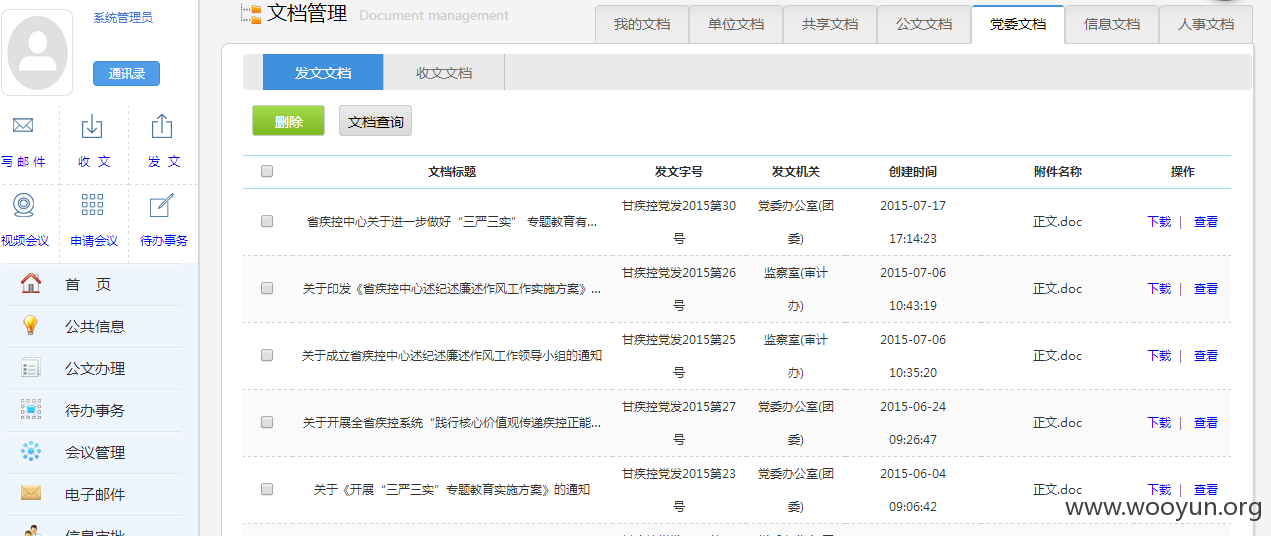 系统管理员
通讯录
写 邮 件
收 文
发 文
视频会议
申请会议
待办事务
首 页
公共信息
公文办理
待办事务
会议管理
电子邮件
信息审批
文档管理 Document management
我的文档 单位文档 共享文档 公文文档 党委文档 信息文档 人事文档
发文文档 收文文档
删除 文档查询
文档标题 发文字号 发文机关 创建时间 附件名称 操作
省疾控中心关于进一步做好“三严三实” 专题教育有... 甘疾控党发2015第30号 党委办公室(团委) 2015-07-17 17:14:23 正文.doc 下载 | 查看
关于印发《省疾控中心述纪述廉述作风工作实施方案》... 甘疾控党发2015第26号 监察室(审计办) 2015-07-06 10:43:19 正文.doc 下载 | 查看
关于成立省疾控中心述纪述廉述作风工作领导小组的通知 甘疾控党发2015第25号 监察室(审计办) 2015-07-06 10:35:20 正文.doc 下载 | 查看
关于开展全省疾控系统“践行核心价值观传递疾控正能... 甘疾控党发2015第27号 党委办公室(团委) 2015-06-24 09:26:47 正文.doc 下载 | 查看
关于《开展“三严三实”专题教育实施方案》的通知 甘疾控党发2015第23号 党委办公室(团委) 2015-06-04 09:06:42 正文.doc 下载 | 查看
www.wooyun.org